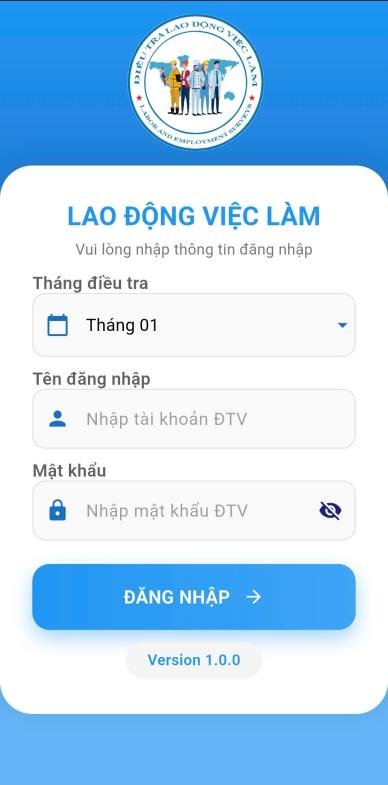 ĐIỀU TRA LAO ĐỘNG VIỆC LÀM
LABOR AND EMPLOYMENT SURVEYS
LAO ĐỘNG VIỆC LÀM
Vui lòng nhập thông tin đăng nhập
Tháng điều tra
Tháng 01
Tên đăng nhập
Nhập tài khoản ĐTV
Mật khẩu
Nhập mật khẩu ĐTV
ĐĂNG NHẬP →
Version 1.0.0